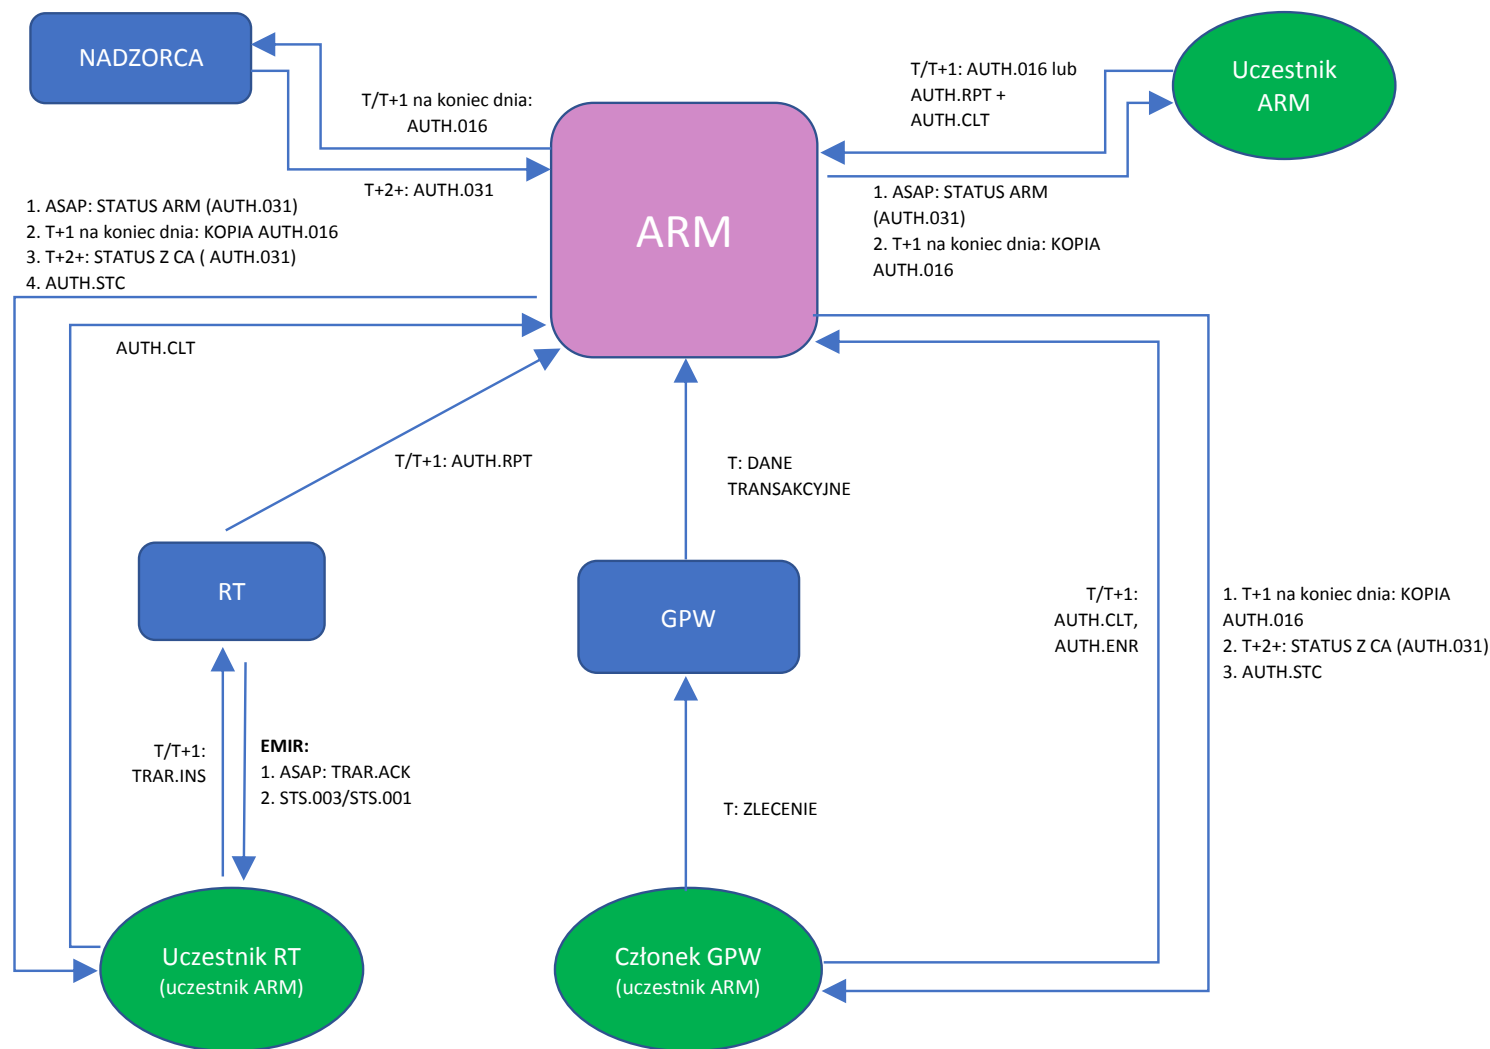 NADZORCA
T/T+1 na koniec dnia:
AUTH.016
T+2+: AUTH.031
T/T+1: AUTH.016 lub
AUTH.RPT +
AUTH.CLT
Uczestnik
ARM
ARM
1. ASAP: STATUS ARM (AUTH.031)
2. T+1 na koniec dnia: KOPIA AUTH.016
3. T+2+: STATUS Z CA ( AUTH.031)
4. AUTH.STC
1. ASAP: STATUS ARM
(AUTH.031)
2. T+1 na koniec dnia: KOPIA
AUTH.016
AUTH.CLT
T/T+1: AUTH.RPT
T: DANE
TRANSAKCYJNE
RT
GPW
T/T+1:
AUTH.CLT,
AUTH.ENR
1. T+1 na koniec dnia: KOPIA
AUTH.016
2. T+2+: STATUS Z CA (AUTH.031)
3. AUTH.STC
T/T+1:
TRAR.INS
EMIR:
1. ASAP: TRAR.ACK
2. STS.003/STS.001
T: ZLECENIE
Uczestnik RT
(uczestnik ARM)
Członek GPW
(uczestnik ARM)